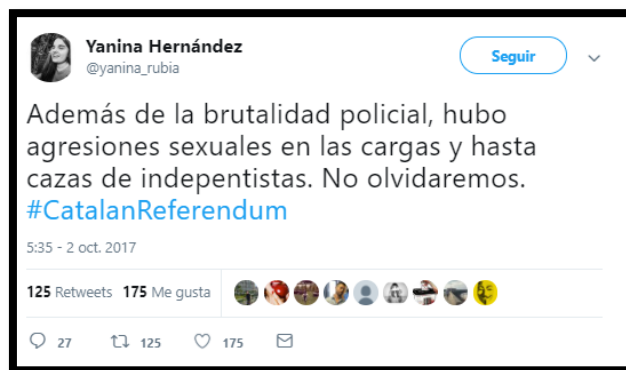 Yanina Hernández
@yanina_rubia
Seguir
Además de la brutalidad policial, hubo
agresiones sexuales en las cargas y hasta
cazas de indepentistas. No olvidaremos.
#CatalanReferendum
5:35 - 2 oct. 2017
125 Retweets 175 Me gusta
27 125 175